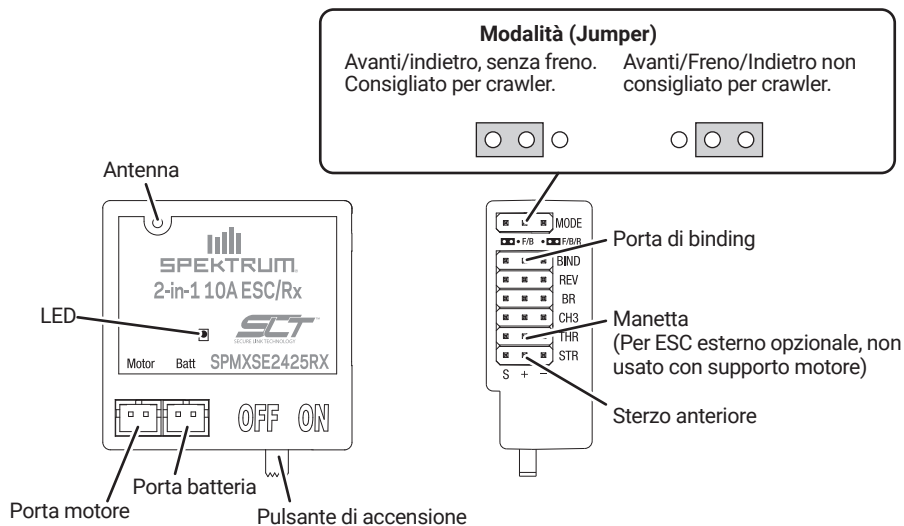 Modalità (Jumper)
Avanti/indietro, senza freno.
Consigliato per crawler.
Avanti/Freno/Indietro non
consigliato per crawler.
Antenna
SPEKTRUM
2-in-1 10A ESC/Rx
LED
SLT™
SECURE LINK TECHNOLOGY
Motor Batt SPMXSE2425RX
OFF ON
Porta batteria
Porta motore
Pulsante di accensione
MODE
F/B F/B/R
BIND
REV
BR
CH3
THR
STR
S + –
Porta di binding
Manetta
(Per ESC esterno opzionale, non
usato con supporto motore)
Sterzo anteriore